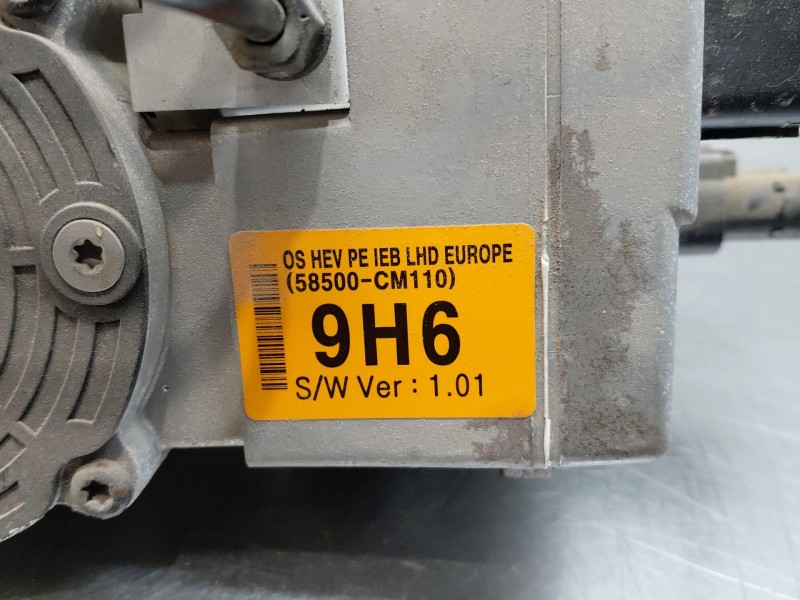 OS HEV PE IEB LHD EUROPE
(58500-CM110)
9H6
S/W Ver : 1.01